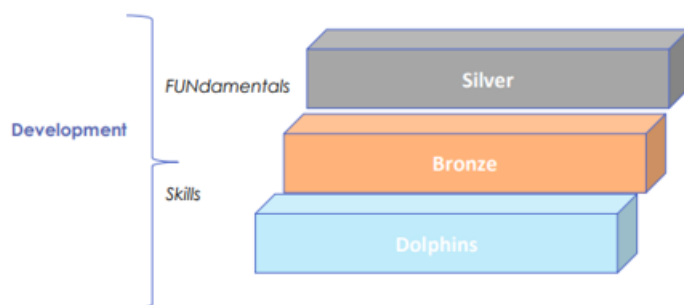 Silver
FUNdamentals
Development
Bronze
Skills
Dolphins